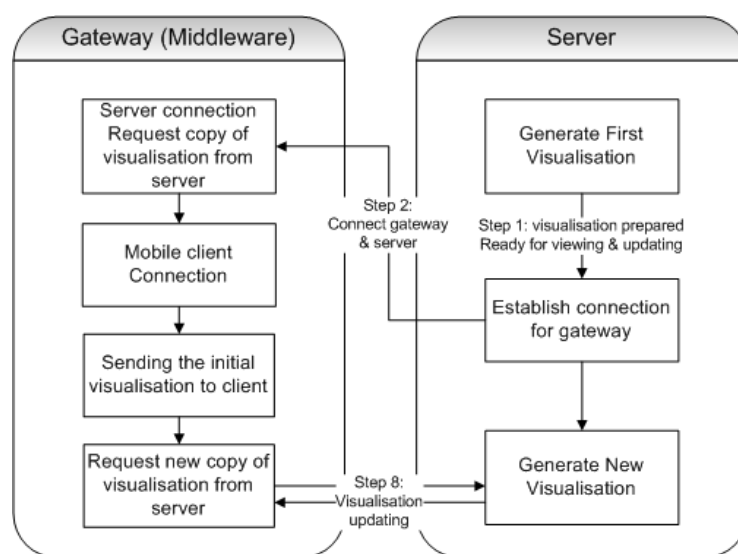 Gateway (Middleware)
Server connection
Request copy of
visualisation from
server
Mobile client
Connection
Sending the initial
visualisation to client
Request new copy of
visualisation from
server
Step 2:
Connect gateway
& server
Step 8:
Visualisation
updating
Server
Generate First
Visualisation
Step 1: visualisation prepared
Ready for viewing & updating
Establish connection
for gateway
Generate New
Visualisation